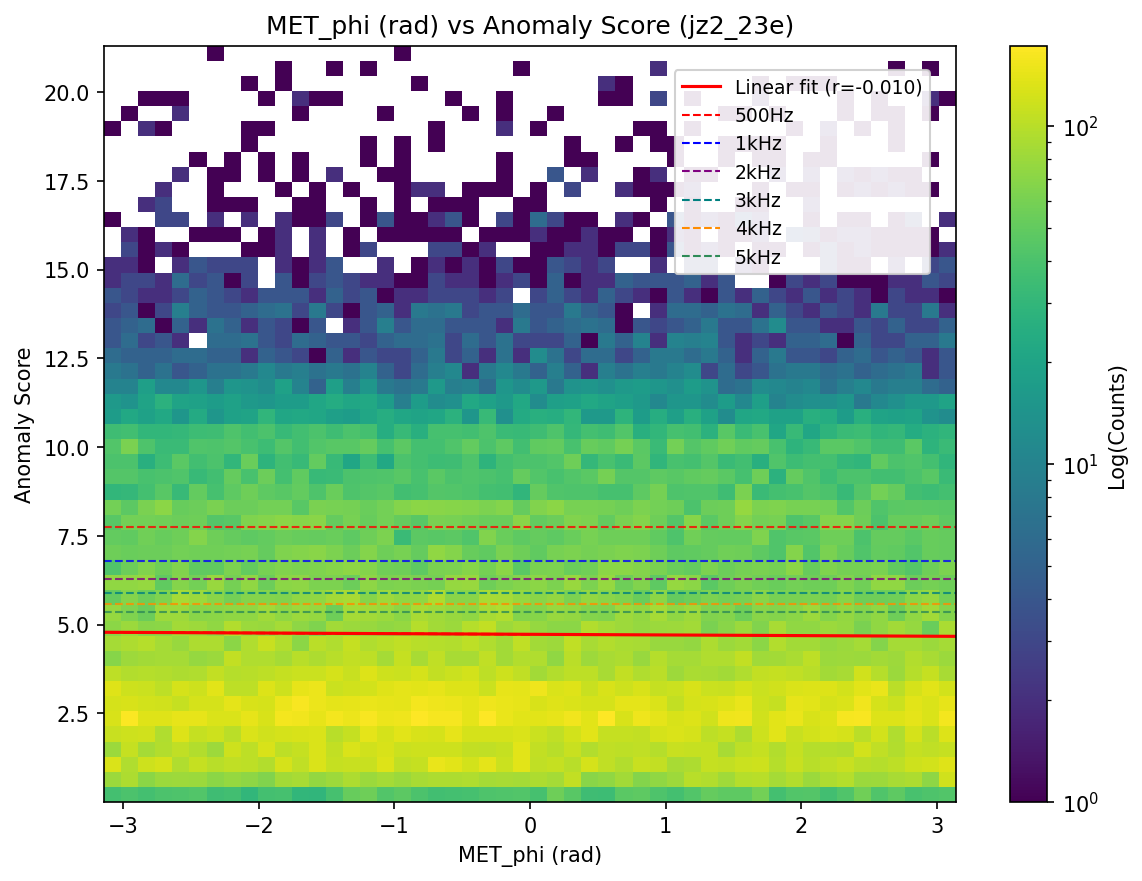 MET_phi (rad) vs Anomaly Score (jz2_23e)
Linear fit (r=-0.010)
500Hz
1kHz
2kHz
3kHz
4kHz
5kHz
20.0
17.5
15.0
12.5
10.0
7.5
5.0
2.5
Anomaly Score
−3
−2
−1
0
1
2
3
MET_phi (rad)
10²
10¹
10⁰
Log(Counts)